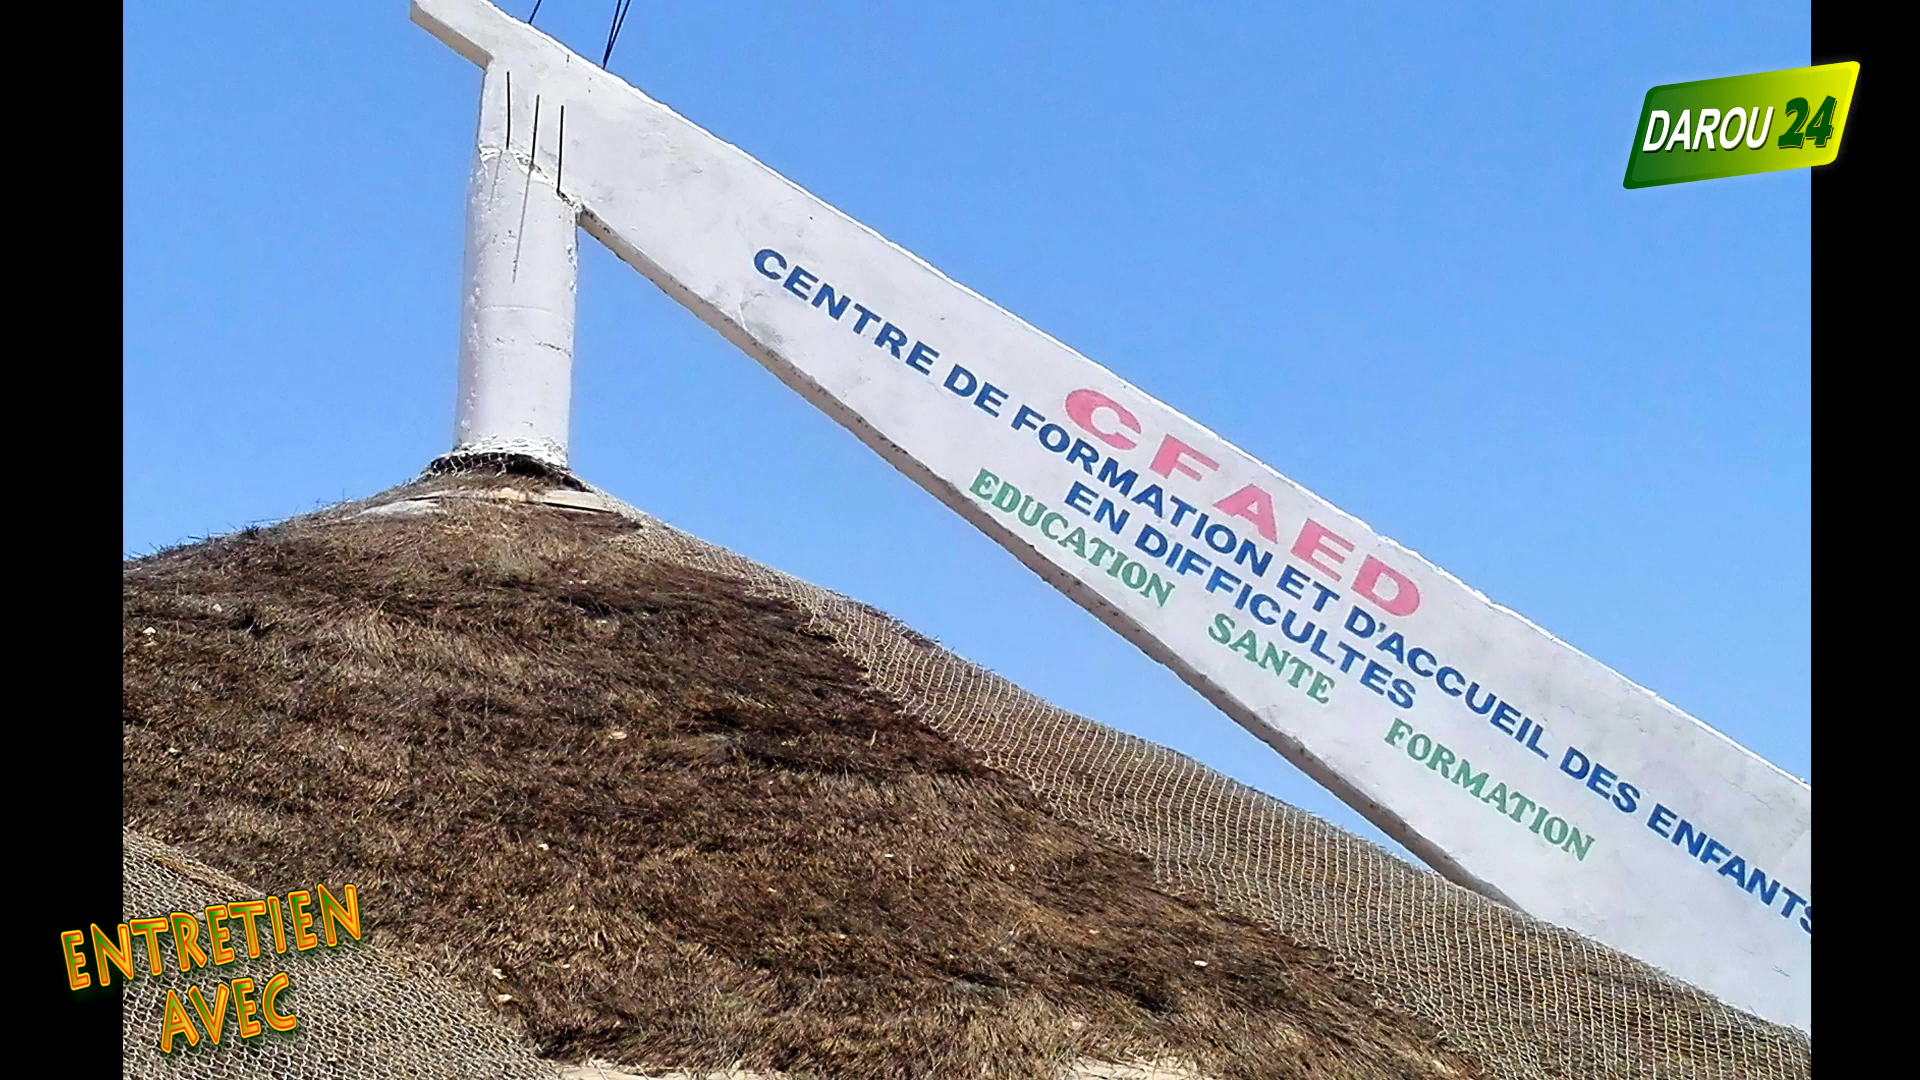 DAROU 24
CFAED
CENTRE DE FORMATION ET D'ACCUEIL DES ENFANTS
EN DIFFICULTES
EDUCATION SANTE FORMATION
ENTRETIEN
AVEC